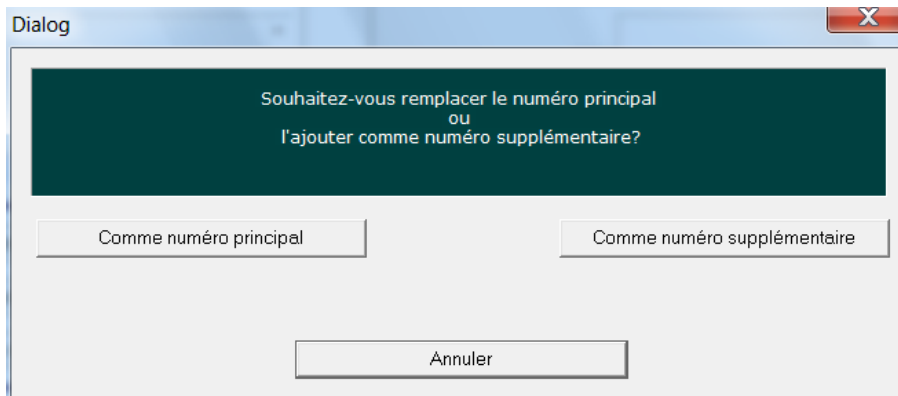 Dialog
X
Souhaitez-vous remplacer le numéro principal
ou
l'ajouter comme numéro supplémentaire?
Comme numéro principal
Comme numéro supplémentaire
Annuler